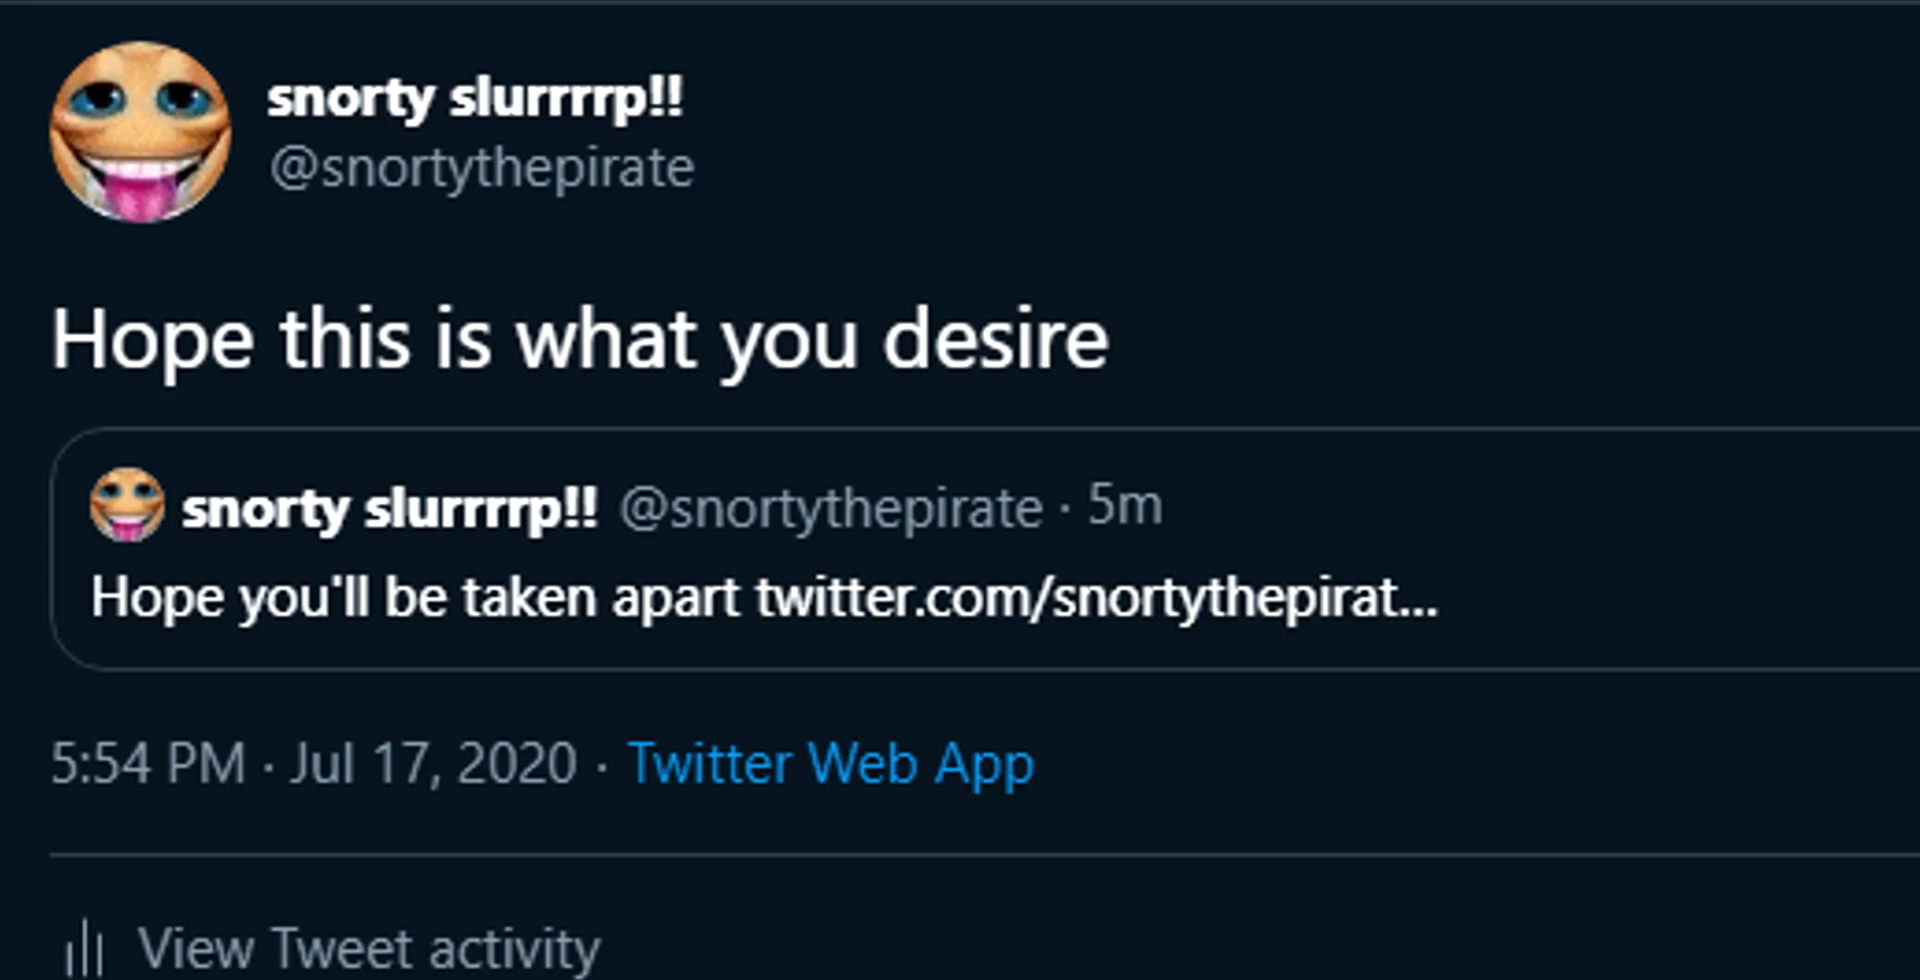 snorty slurrrrp!!
@snortythepirate
Hope this is what you desire
snorty slurrrrp!! @snortythepirate · 5m
Hope you'll be taken apart twitter.com/snortythepirat...
5:54 PM · Jul 17, 2020 · Twitter Web App
View Tweet activity